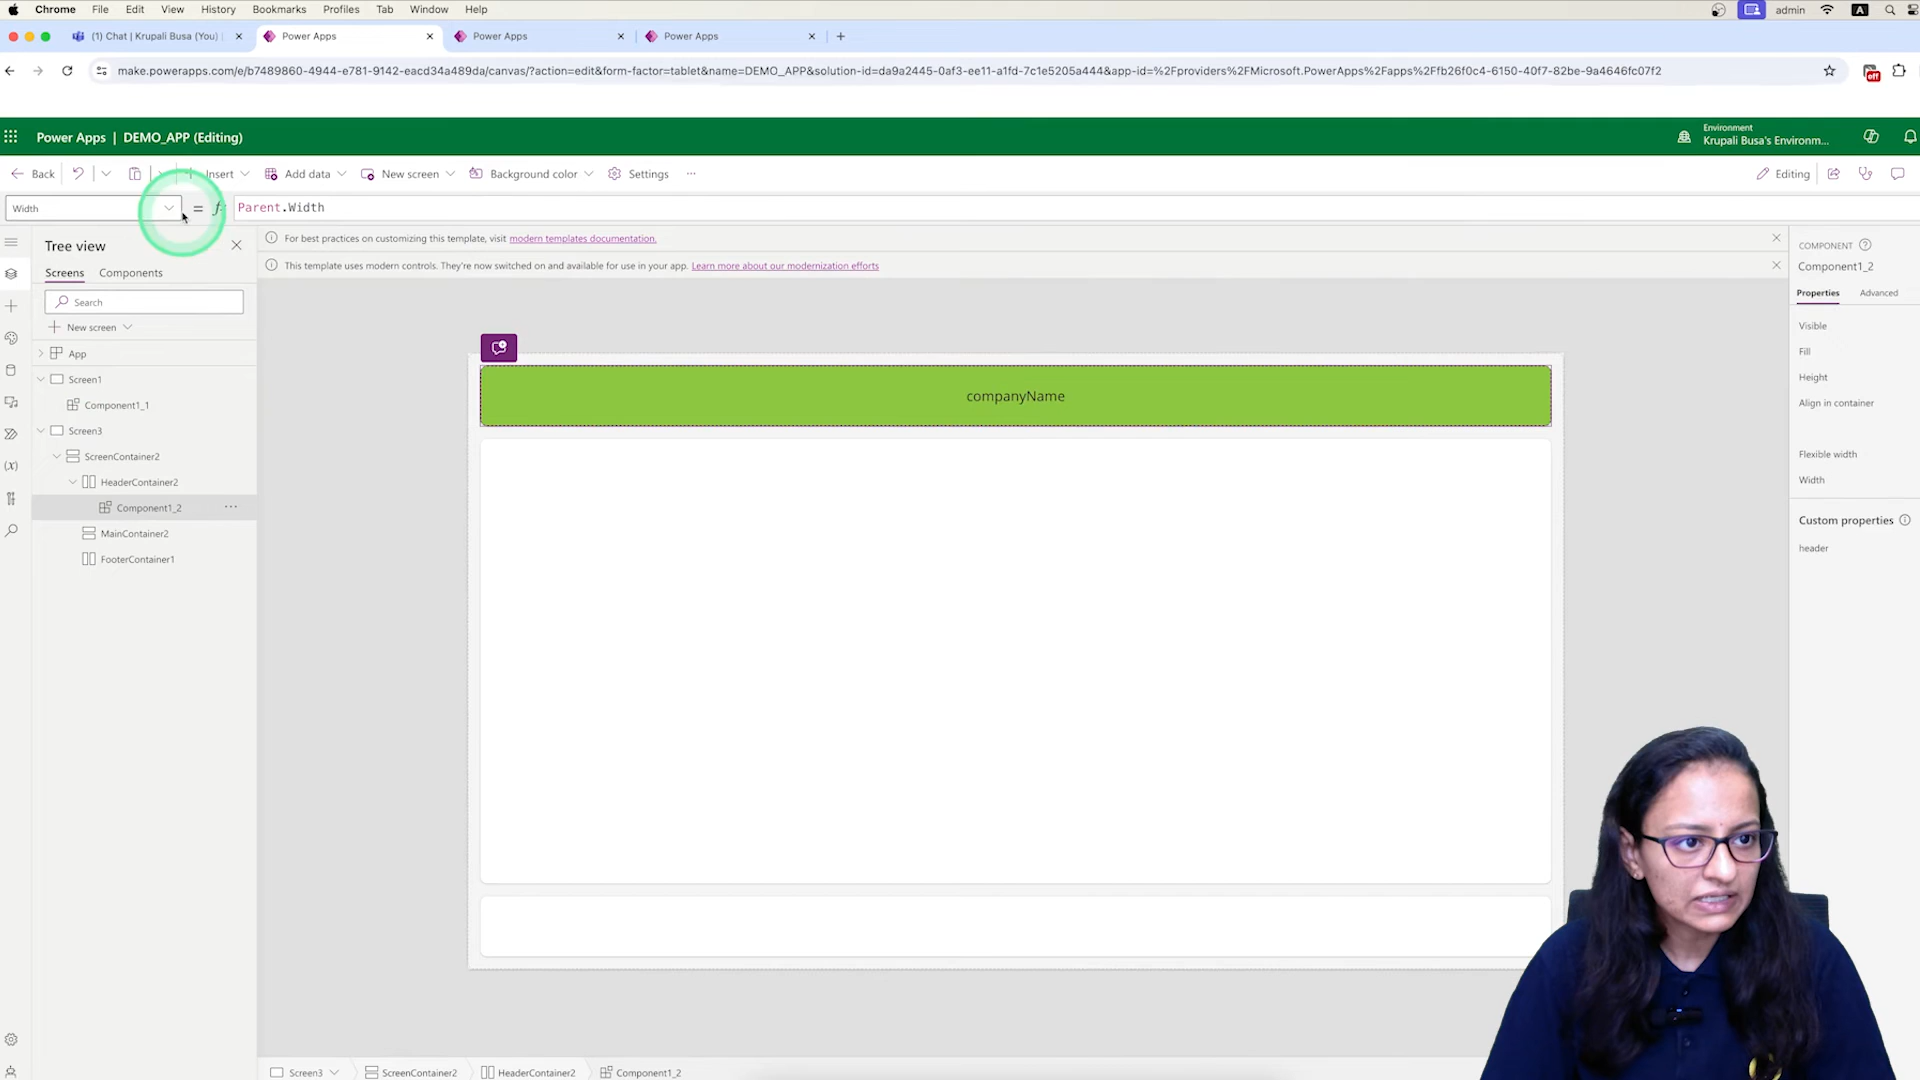 Chrome File Edit View History Bookmarks Profiles Tab Window Help admin A
(1) Chat | Krupali Busa (You) Power Apps Power Apps Power Apps
make.powerapps.com/e/b7489860-4944-e781-9142-eacd34a489da/canvas/?action=edit&form-factor=tablet&name=DEMO_APP&solution-id=da9a2445-0af3-ee11-a1fd-7c1e5205a444&app-id=%2Fproviders%2FMicrosoft.PowerApps%2Fapps%2Ffb26f0c4-6150-40f7-82be-9a4646fc07f2
off
Environment
Power Apps | DEMO_APP (Editing) Krupali Busa's Environm...
Back Insert Add data New screen Background color Settings ... Editing
Width = fx Parent.Width
Tree view
For best practices on customizing this template, visit modern templates documentation.
This template uses modern controls. They're now switched on and available for use in your app. Learn more about our modernization efforts
Screens Components
Search
New screen
App
Screen1
Component1_1
Screen3
ScreenContainer2
HeaderContainer2
Component1_2 ...
MainContainer2
FooterContainer1
companyName
COMPONENT
Component1_2
Properties Advanced
Visible
Fill
Height
Align in container
Flexible width
Width
Custom properties
header
Screen3 ScreenContainer2 HeaderContainer2 Component1_2